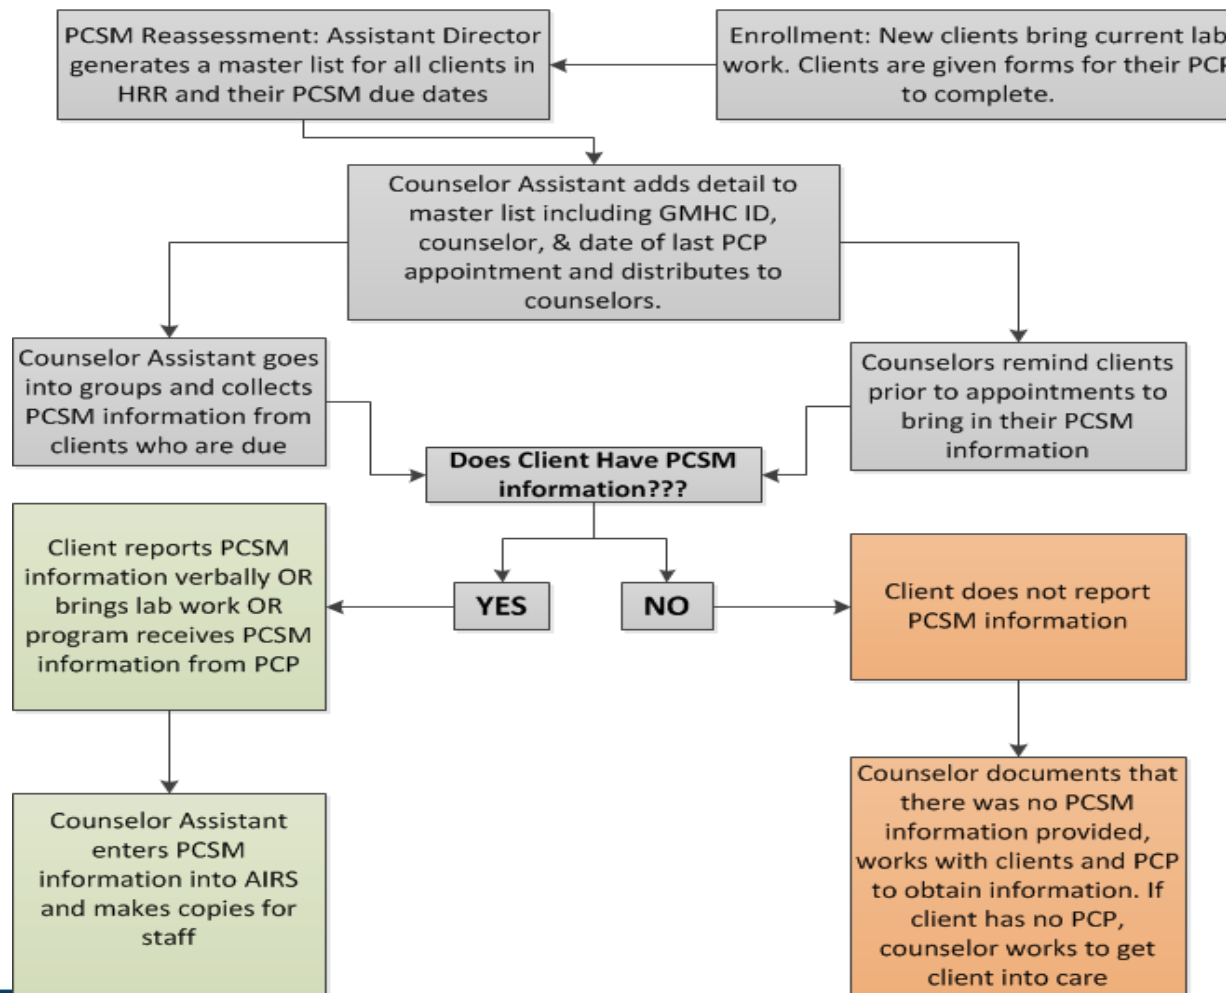 PCSM Reassessment: Assistant Director
generates a master list for all clients in
HRR and their PCSM due dates
Enrollment: New clients bring current lab
work. Clients are given forms for their PCP
to complete.
Counselor Assistant adds detail to
master list including GMHC ID,
counselor, & date of last PCP
appointment and distributes to
counselors.
Counselor Assistant goes
into groups and collects
PCSM information from
clients who are due
Counselors remind clients
prior to appointments to
bring in their PCSM
information
Does Client Have PCSM
information???
YES
NO
Client reports PCSM
information verbally OR
brings lab work OR
program receives PCSM
information from PCP
Client does not report
PCSM information
Counselor Assistant
enters PCSM
information into AIRS
and makes copies for
staff
Counselor documents that
there was no PCSM
information provided,
works with clients and PCP
to obtain information. If
client has no PCP,
counselor works to get
client into care